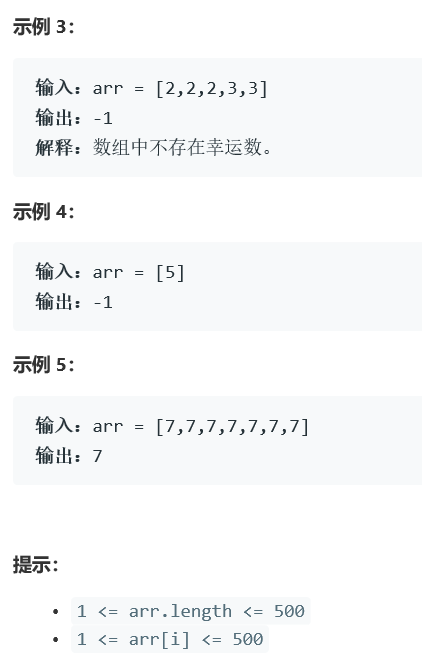 示例 3：
输入：arr = [2,2,2,3,3]
输出：-1
解释：数组中不存在幸运数。
示例 4：
输入：arr = [5]
输出：-1
示例 5：
输入：arr = [7,7,7,7,7,7,7]
输出：7
提示：
• 1 <= arr.length <= 500
• 1 <= arr[i] <= 500